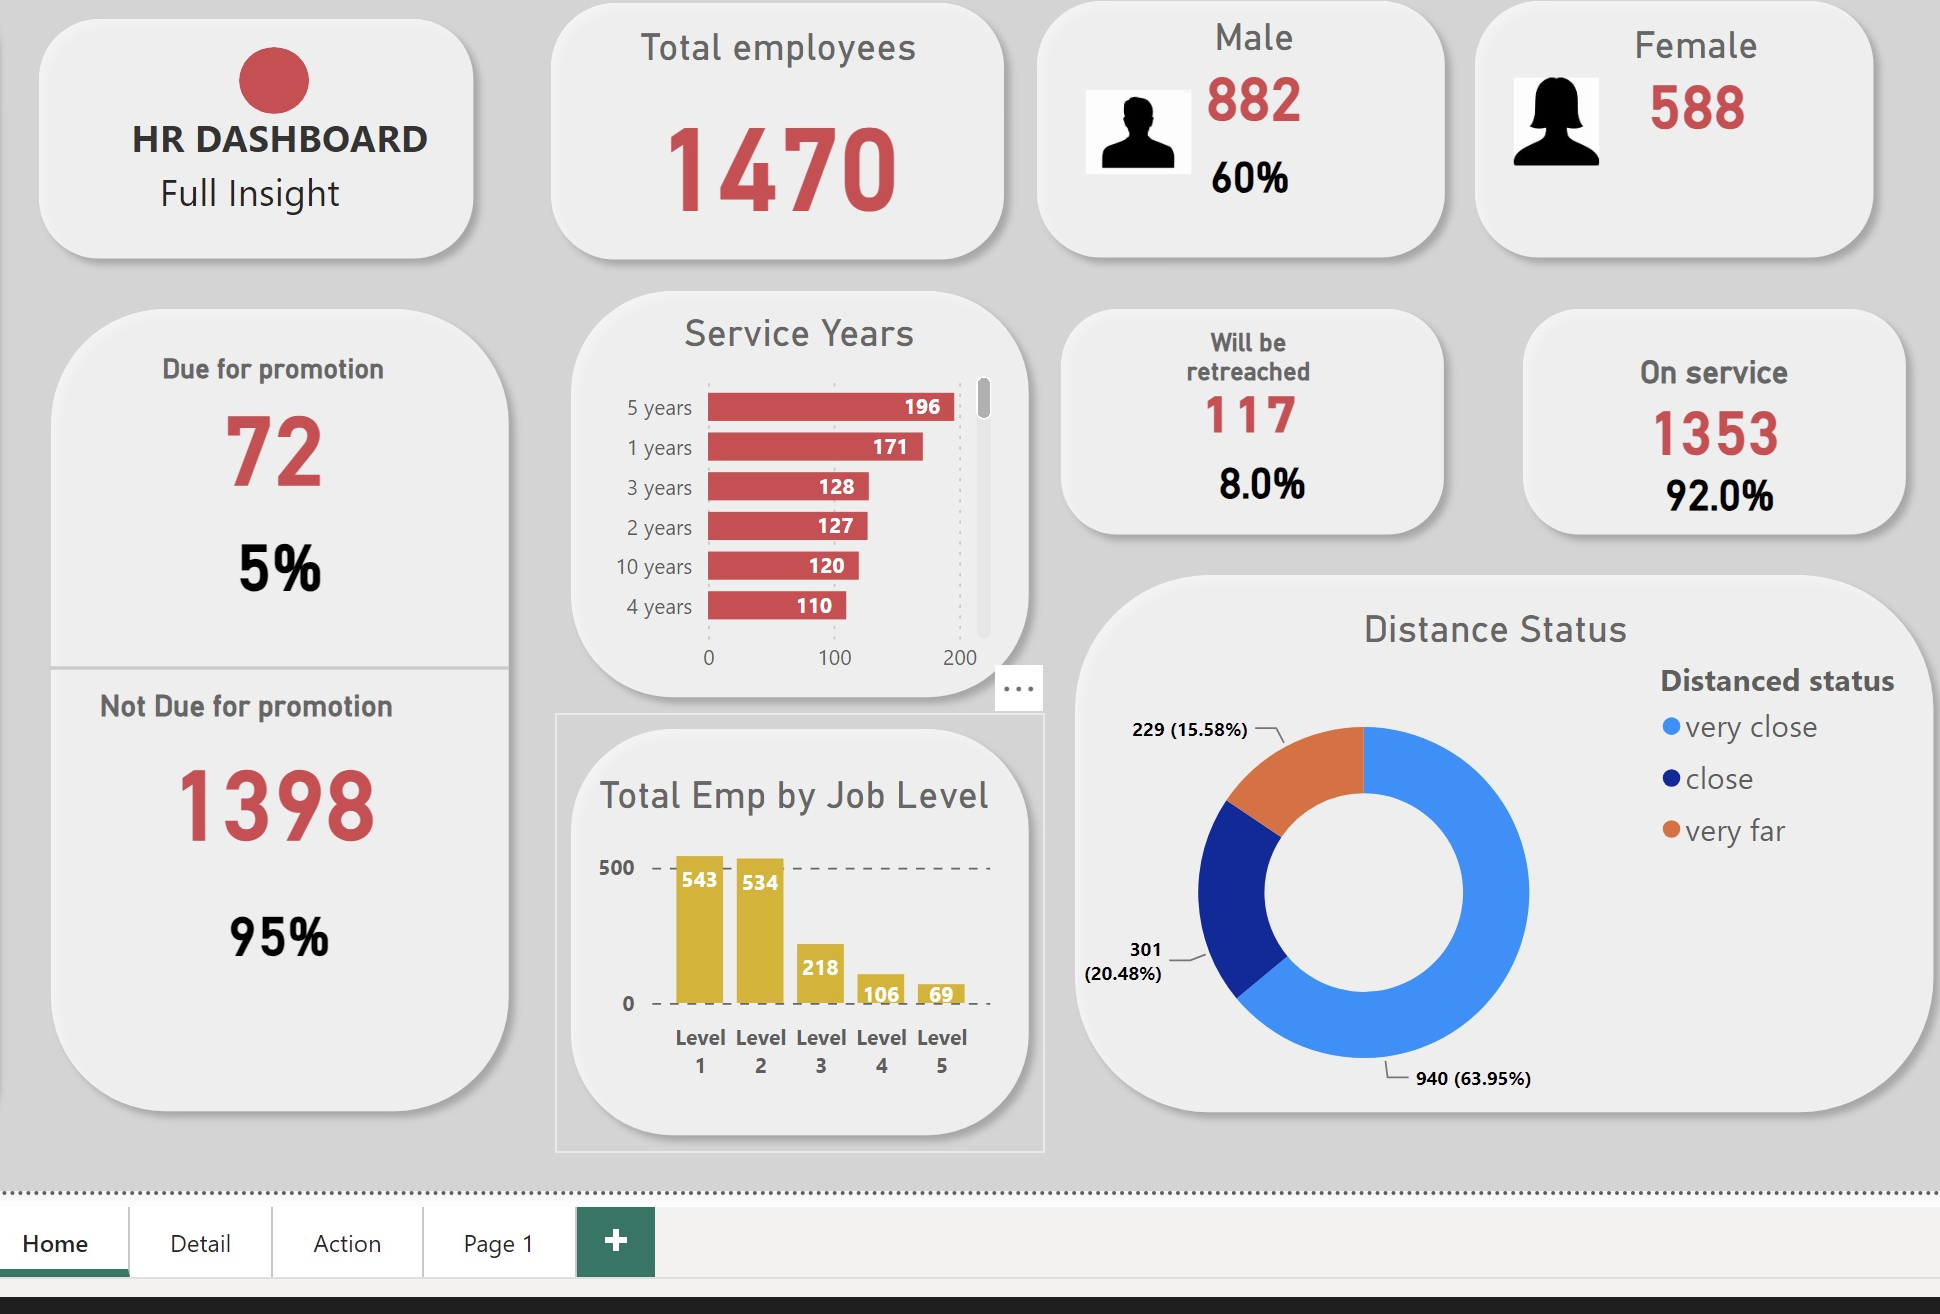 HR DASHBOARD
Full Insight
Total employees
1470
Male
882
60%
Female
588
Due for promotion
72
5%
Not Due for promotion
1398
95%
Service Years
5 years 196
1 years 171
3 years 128
2 years 127
10 years 120
4 years 110
0 100 200
...
Will be
retreached
117
8.0%
On service
1353
92.0%
Total Emp by Job Level
500
543 534 218 106 69
0
Level Level Level Level Level
1 2 3 4 5
Distance Status
Distanced status
very close
close
very far
229 (15.58%)
301
(20.48%)
940 (63.95%)
Home Detail Action Page 1 +